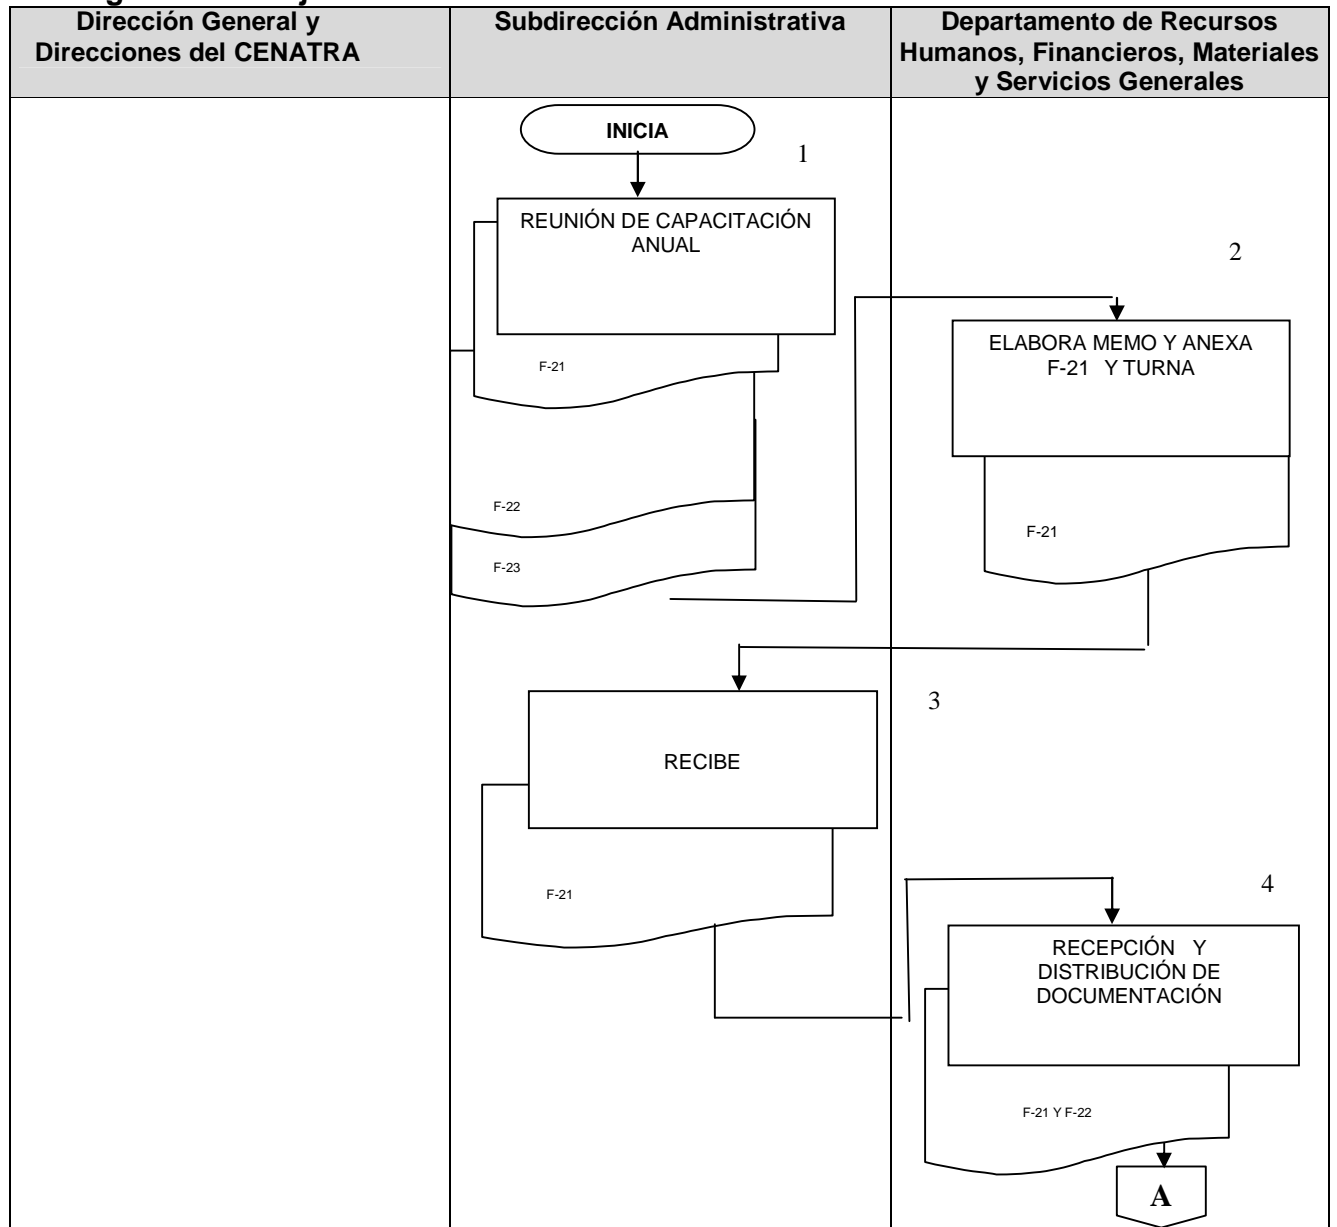 Dirección General y
Direcciones del CENATRA
Subdirección Administrativa
Departamento de Recursos
Humanos, Financieros, Materiales
y Servicios Generales
INICIA
1
REUNIÓN DE CAPACITACIÓN
ANUAL
F-21
F-22
F-23
2
ELABORA MEMO Y ANEXA
F-21 Y TURNA
F-21
3
RECIBE
F-21
4
RECEPCIÓN Y
DISTRIBUCIÓN DE
DOCUMENTACIÓN
F-21 Y F-22
A